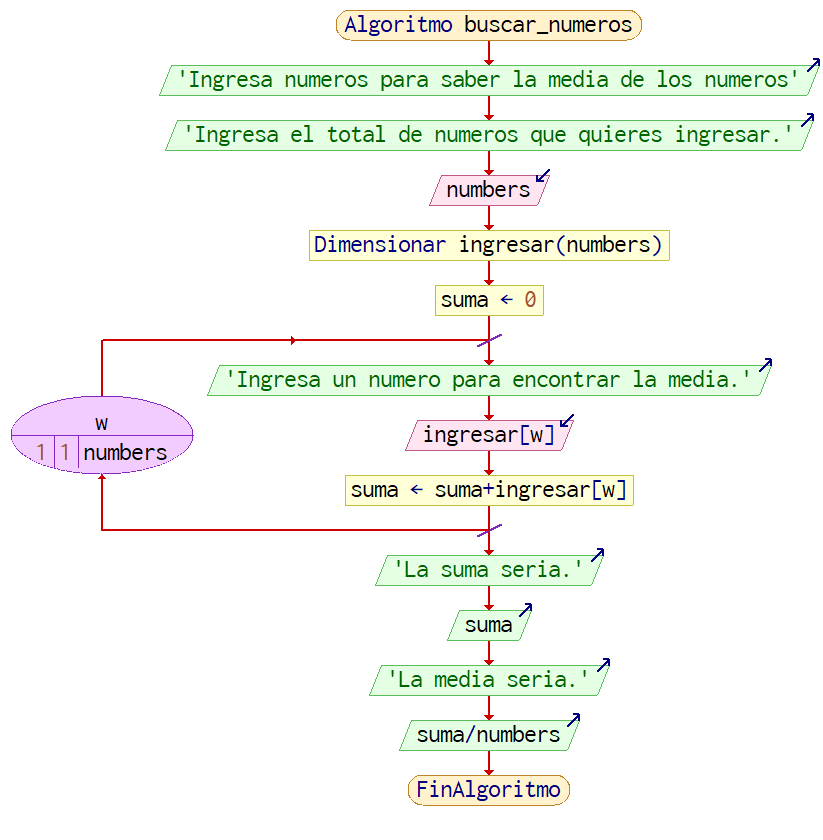 Algoritmo buscar_numeros
'Ingresa numeros para saber la media de los numeros'
'Ingresa el total de numeros que quieres ingresar.'
numbers
Dimensionar ingresar(numbers)
suma ← 0
'Ingresa un numero para encontrar la media.'
w
1 1 numbers
ingresar[w]
suma ← suma+ingresar[w]
'La suma seria.'
suma
'La media seria.'
suma/numbers
FinAlgoritmo